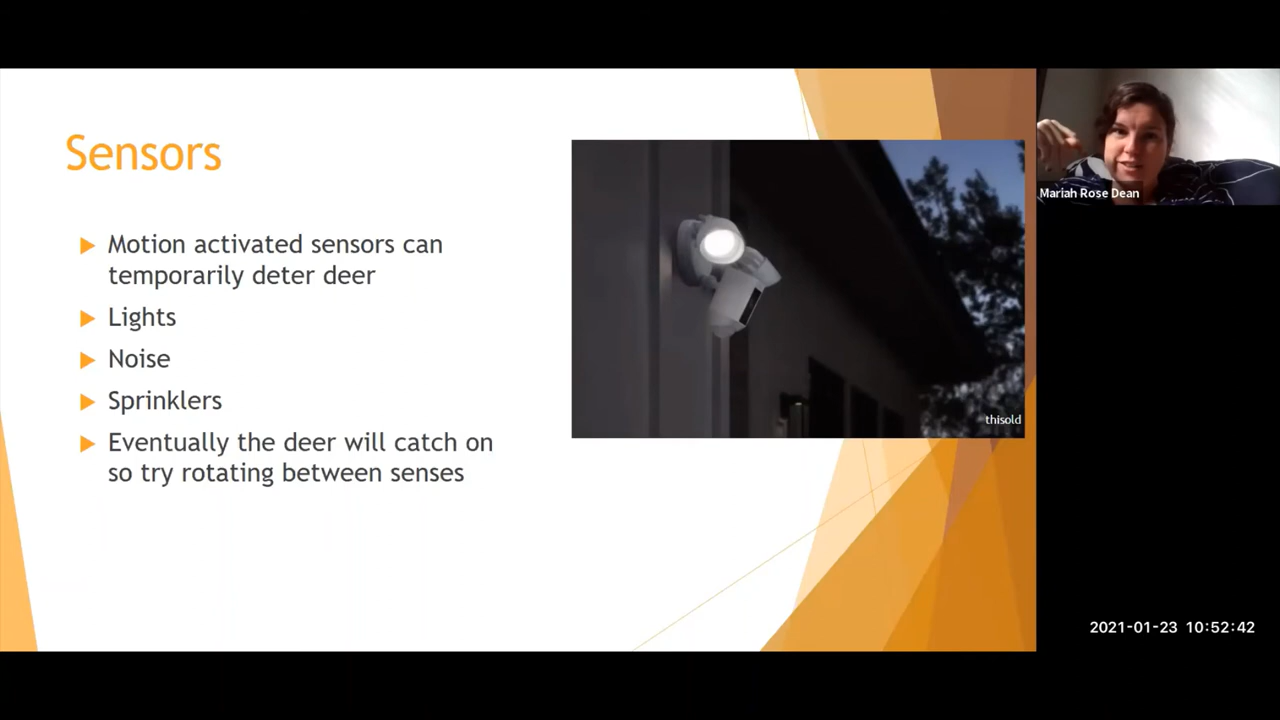 Sensors
Motion activated sensors can
temporarily deter deer
Lights
Noise
Sprinklers
Eventually the deer will catch on
so try rotating between senses
thisold
Mariah Rose Dean
2021-01-23 10:52:42